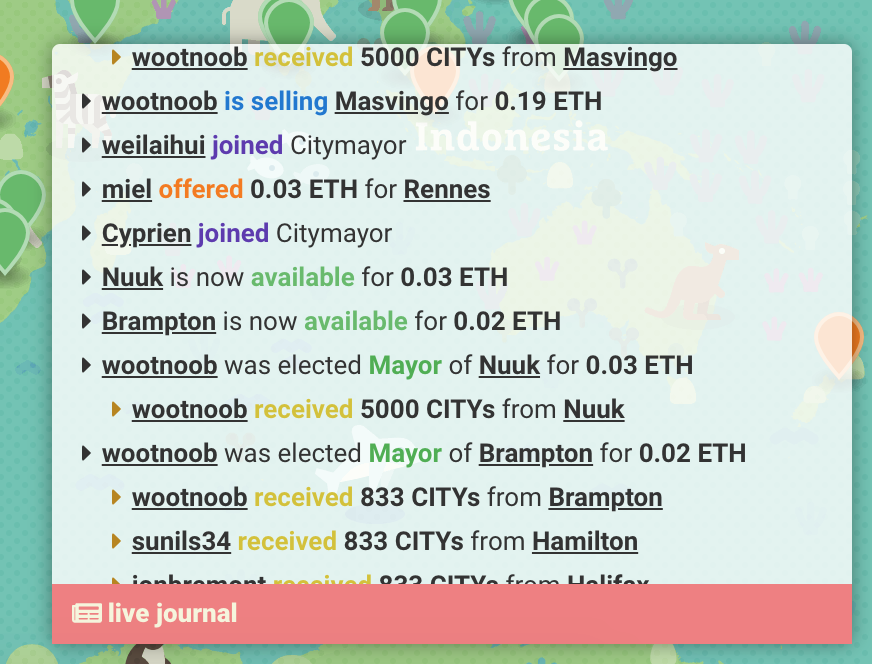 wootnoob received 5000 CITYs from Masvingo
wootnoob is selling Masvingo for 0.19 ETH
weilaihui joined Citymayor
Indonesia
miel offered 0.03 ETH for Rennes
Cyprien joined Citymayor
Nuuk is now available for 0.03 ETH
Brampton is now available for 0.02 ETH
wootnoob was elected Mayor of Nuuk for 0.03 ETH
wootnoob received 5000 CITYs from Nuuk
wootnoob was elected Mayor of Brampton for 0.02 ETH
wootnoob received 833 CITYs from Brampton
sunils34 received 833 CITYs from Hamilton
received 833 CITYs from Halifax
live journal